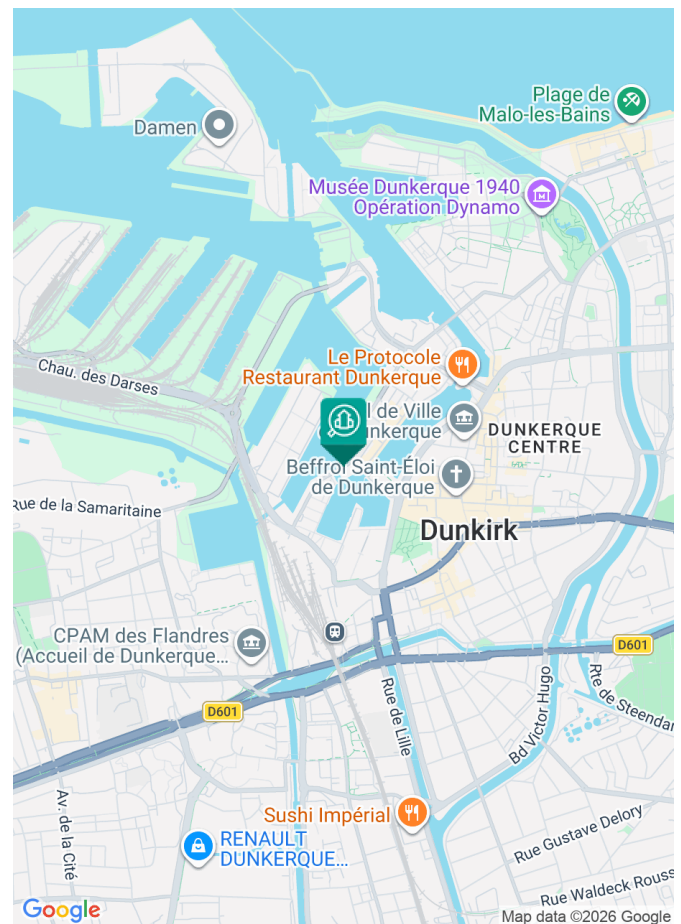 Plage de
Malo-les-Bains
Damen
Musée Dunkerque 1940
Opération Dynamo
Chau. des Darses
Le Protocole
Restaurant Dunkerque
l de Ville
unkerque
DUNKERQUE
CENTRE
Beffroi Saint-Éloi
de Dunkerque
Rue de la Samaritaine
Dunkirk
CPAM des Flandres
(Accueil de Dunkerque...
D601
D601
Rue de Lille
Bd Victor Hugo
Rte de Steendar
Av. de la Cité
Sushi Impérial
RENAULT
DUNKERQUE...
Rue Gustave Delory
Rue Waldeck Rouss
Google
Map data ©2026 Google